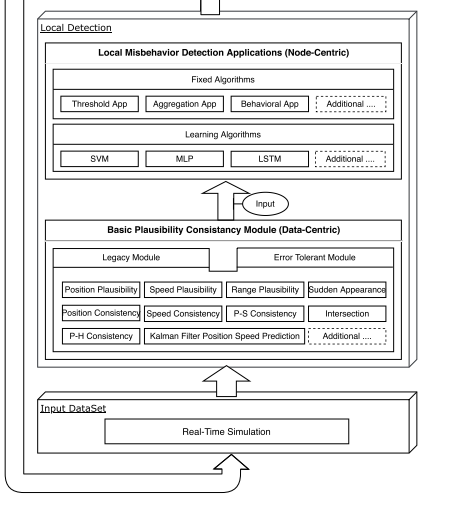 Local Detection
Local Misbehavior Detection Applications (Node-Centric)
Fixed Algorithms
Threshold App
Aggregation App
Behavioral App
Additional ....
Learning Algorithms
SVM
MLP
LSTM
Additional ....
Input
Basic Plausibility Consistancy Module (Data-Centric)
Legacy Module
Error Tolerant Module
Position Plausibility
Speed Plausibility
Range Plausibility
Sudden Appearance
Position Consistency
Speed Consistency
P-S Consistency
Intersection
P-H Consistency
Kalman Filter Position Speed Prediction
Additional ....
Input DataSet
Real-Time Simulation